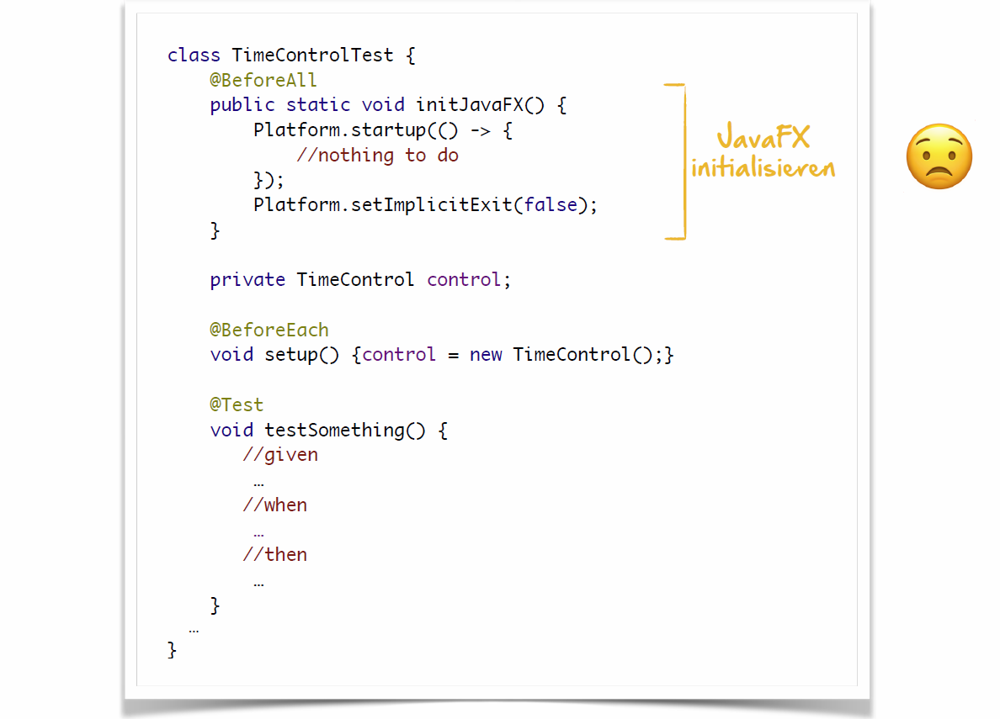 class TimeControlTest {
    @BeforeAll
    public static void initJavaFX() {
        Platform.startup(() -> {
            //nothing to do
        });
        Platform.setImplicitExit(false);
    }
JavaFX
initialisieren
    private TimeControl control;
    @BeforeEach
    void setup() {control = new TimeControl();}
    @Test
    void testSomething() {
       //given
        …
       //when
        …
       //then
        …
    }
  …
}